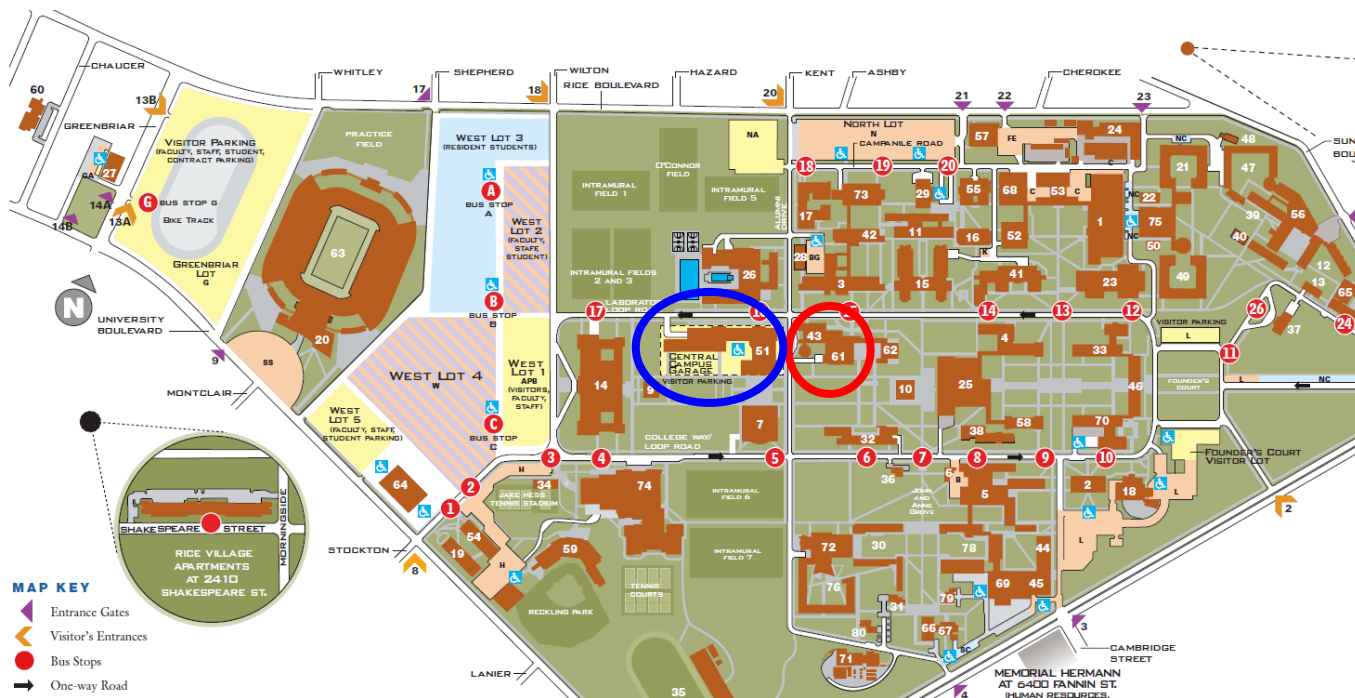 CHAUCER
60
GREENBRIAR
13B
WHITLEY
17
SHEPHERD
18
WILTON
RICE BOULEVARD
HAZARD
20
KENT
ASHBY
21
22
CHEROKEE
23
SUN
BOU
VISITOR PARKING
(FACULTY, STAFF, STUDENT,
CONTRACT PARKING)
PRACTICE
FIELD
WEST LOT 3
(RESIDENT STUDENTS)
NA
O'CONNOR
FIELD
NORTH LOT
N
CAMPANILE ROAD
57
FE
24
C
NC
48
27
GA
14A
14B
13A
G
BUS STOP G
BIKE TRACK
A
BUS STOP
A
INTRAMURAL
FIELD 1
INTRAMURAL
FIELD 5
ALUMNI
DRIVE
18
19
20
73
29
55
68
C
53
C
1
21
47
22
NC
39
56
17
42
11
16
52
K
75
NC
50
40
12
GREENBRIAR
LOT
G
63
WEST
LOT 2
(FACULTY,
STAFF
STUDENT)
INTRAMURAL FIELDS
2 AND 3
26
28
BG
3
15
41
23
49
13
65
N
UNIVERSITY
BOULEVARD
9
20
B
BUS STOP
B
17
LABORATO
LOOP ROAD
14
13
12
26
37
24
SS
MONTCLAIR
WEST LOT 4
W
WEST
LOT 1
APB
(VISITORS,
FACULTY,
STAFF)
14
CENTRAL
CAMPUS
GARAGE
51
VISITOR PARKING
9
43
61
62
4
33
VISITOR PARKING
L
11
10
25
46
FOUNDER'S
COURT
L
NC
WEST
LOT 5
(FACULTY, STAFF,
STUDENT PARKING)
C
BUS STOP
C
7
COLLEGE WAY/
LOOP ROAD
32
38
58
70
3
4
5
6
7
8
9
10
FOUNDER'S COURT
VISITOR LOT
64
2
1
H
JAKE HESS
TENNIS STADIUM
34
74
INTRAMURAL
FIELD 6
36
JOHN
AND ANNE
GROVE
6
B
5
2
18
L
L
2
SHAKESPEARE STREET
MORNINGSIDE
RICE VILLAGE
APARTMENTS
AT 2410
SHAKESPEARE ST.
STOCKTON
8
54
19
H
59
INTRAMURAL
FIELD 7
72
30
78
44
76
69
45
RECKLING PARK
TENNIS
COURTS
31
79
80
66
67
SC
3
CAMBRIDGE
STREET
LANIER
35
71
4
MEMORIAL HERMANN
AT 6400 FANNIN ST.
(HUMAN RESOURCES,
MAP KEY
Entrance Gates
Visitor's Entrances
Bus Stops
One-way Road